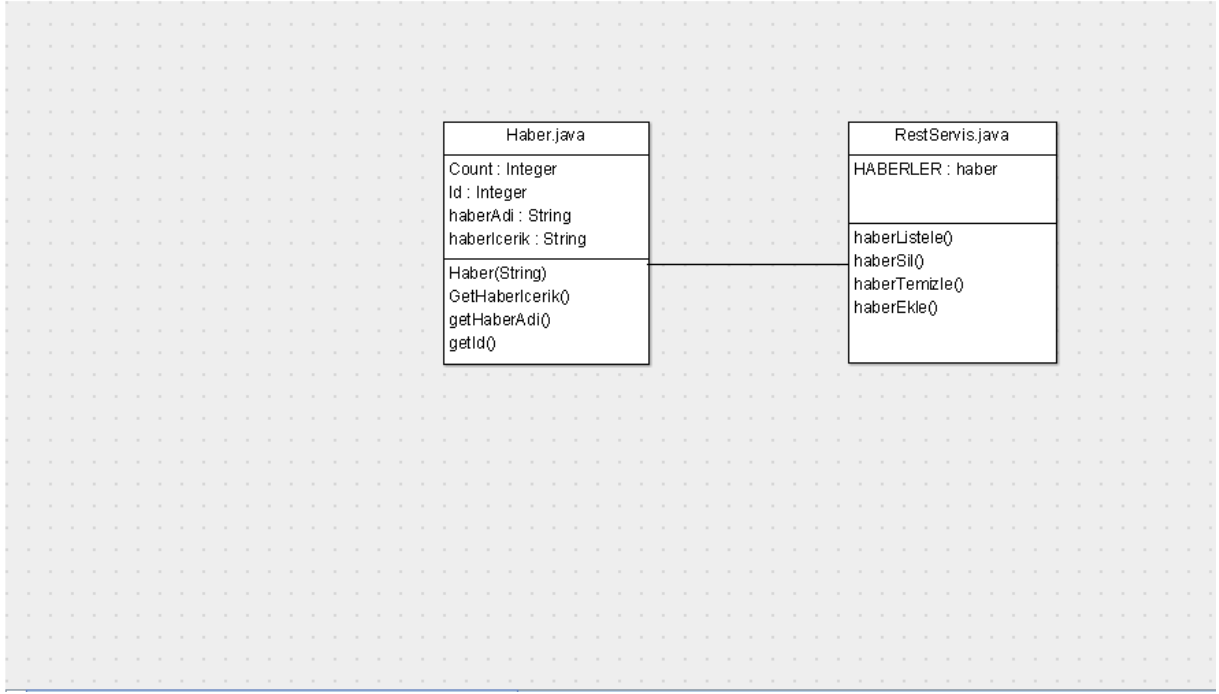 Haber.java
Count : Integer
Id : Integer
haberAdi : String
haberIcerik : String
Haber(String)
GetHaberIcerik()
getHaberAdi()
getId()
RestServis.java
HABERLER : haber
haberListele()
haberSil()
haberTemizle()
haberEkle()